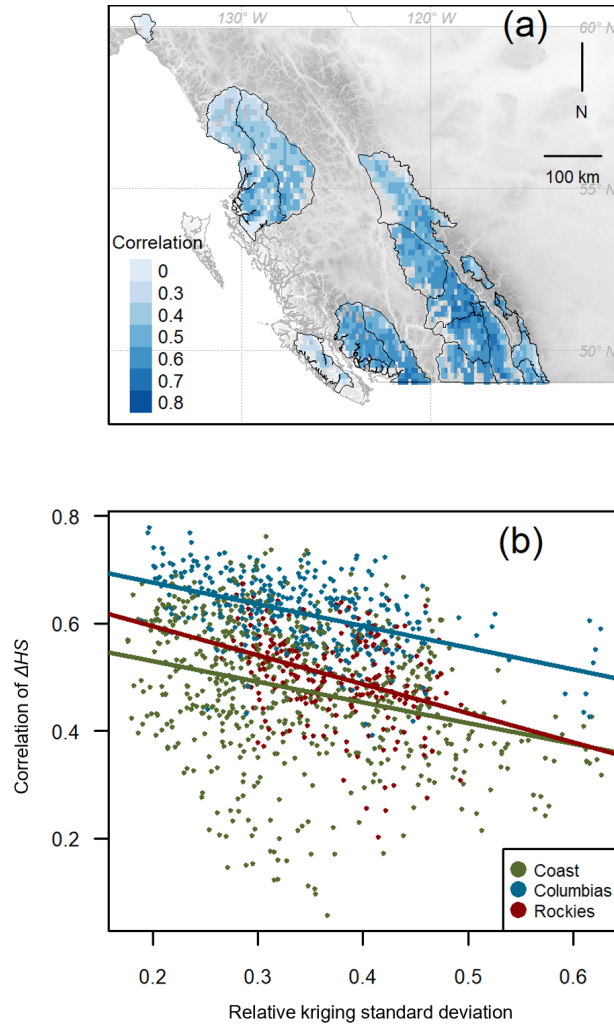 130° W
120° W
(a)
60° N
N
100 km
55° N
Correlation
0
0.3
0.4
0.5
0.6
0.7
0.8
50° N
(b)
0.8
0.6
0.4
0.2
Correlation of ΔHS
Coast
Columbias
Rockies
0.2 0.3 0.4 0.5 0.6
Relative kriging standard deviation